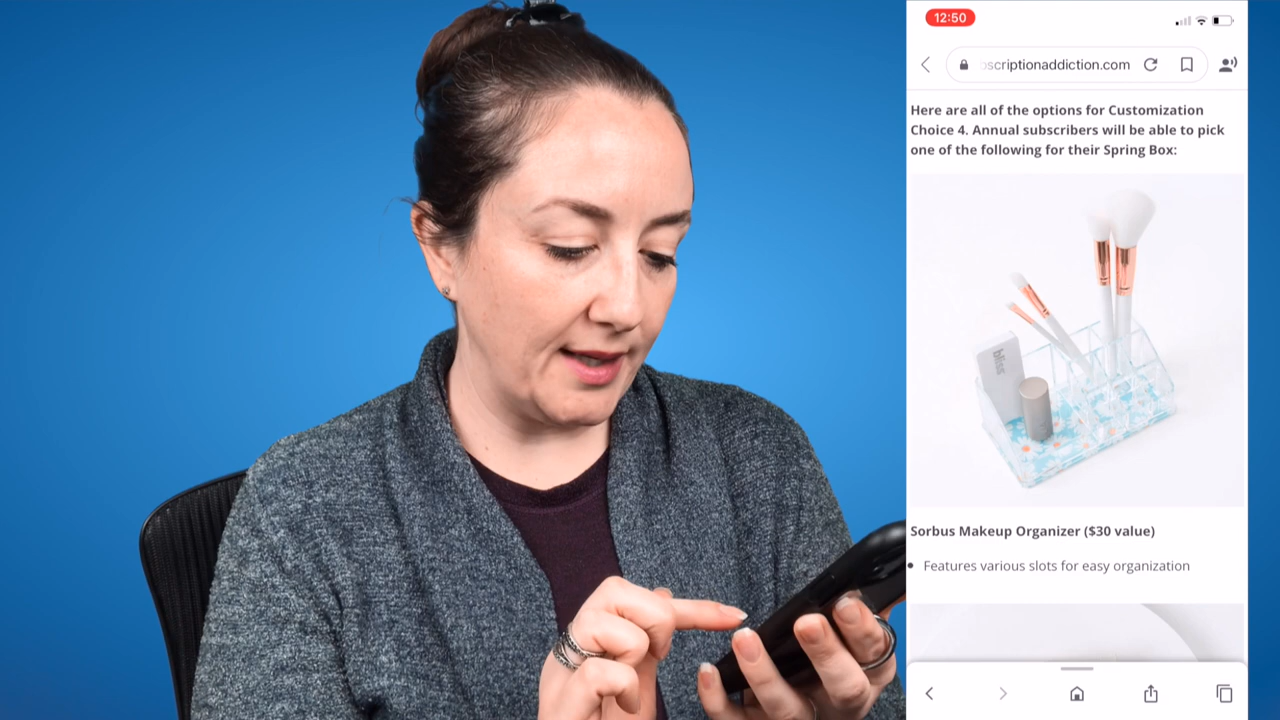 12:50
scriptionaddiction.com
Here are all of the options for Customization
Choice 4. Annual subscribers will be able to pick
one of the following for their Spring Box:
bliss
Sorbus Makeup Organizer ($30 value)
• Features various slots for easy organization